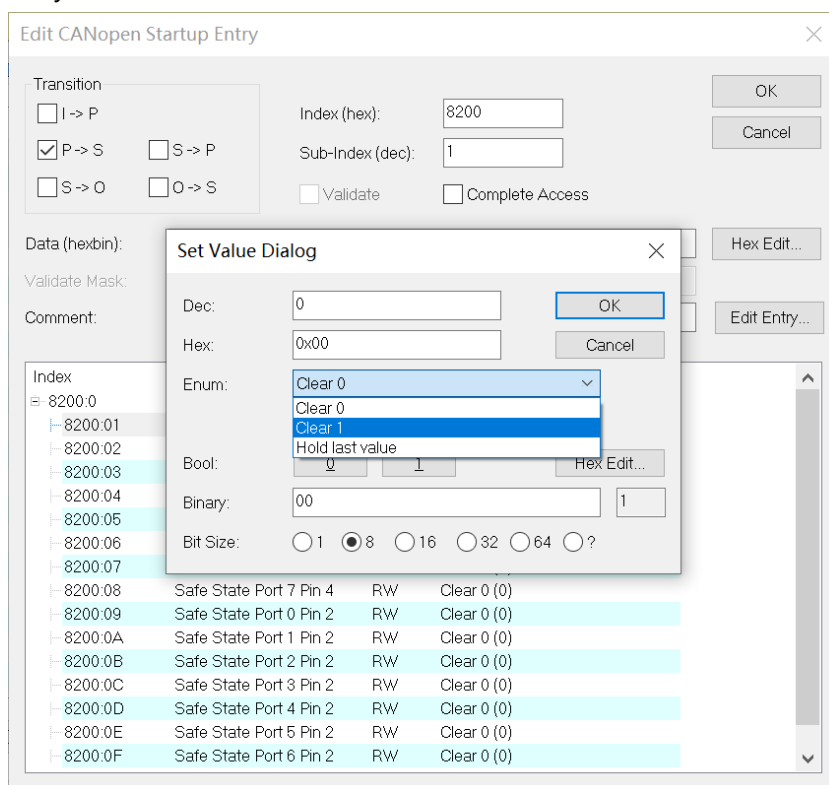 Edit CANopen Startup Entry
Transition
I -> P
P -> S
S -> P
S -> O
O -> S
Index (hex):
8200
Sub-Index (dec):
1
Validate
Complete Access
OK
Cancel
Data (hexbin):
Hex Edit...
Validate Mask:
Comment:
Edit Entry...
Set Value Dialog
Dec:
0
OK
Hex:
0x00
Cancel
Enum:
Clear 0
Clear 0
Clear 1
Hold last value
Bool:
0
1
Hex Edit...
Binary:
00
1
Bit Size:
1
8
16
32
64
?
Index
8200:0
8200:01
8200:02
8200:03
8200:04
8200:05
8200:06
8200:07
8200:08 Safe State Port 7 Pin 4 RW Clear 0 (0)
8200:09 Safe State Port 0 Pin 2 RW Clear 0 (0)
8200:0A Safe State Port 1 Pin 2 RW Clear 0 (0)
8200:0B Safe State Port 2 Pin 2 RW Clear 0 (0)
8200:0C Safe State Port 3 Pin 2 RW Clear 0 (0)
8200:0D Safe State Port 4 Pin 2 RW Clear 0 (0)
8200:0E Safe State Port 5 Pin 2 RW Clear 0 (0)
8200:0F Safe State Port 6 Pin 2 RW Clear 0 (0)